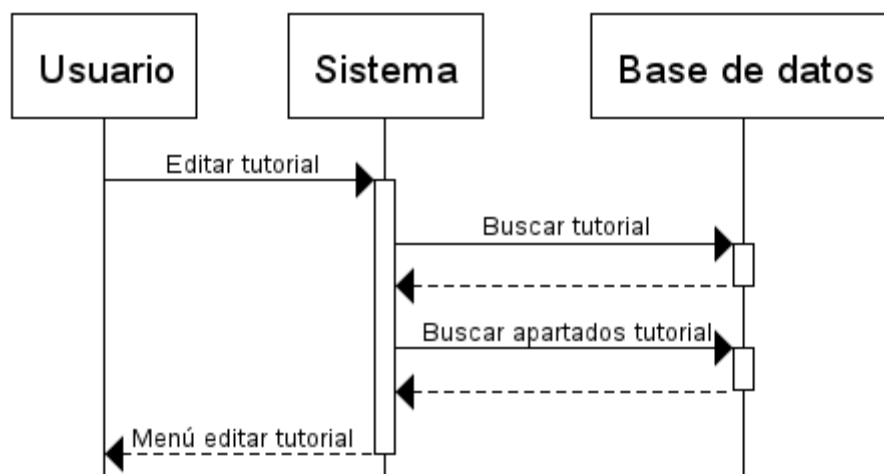 Usuario
Sistema
Base de datos
Editar tutorial
Buscar tutorial
Buscar apartados tutorial
Menú editar tutorial